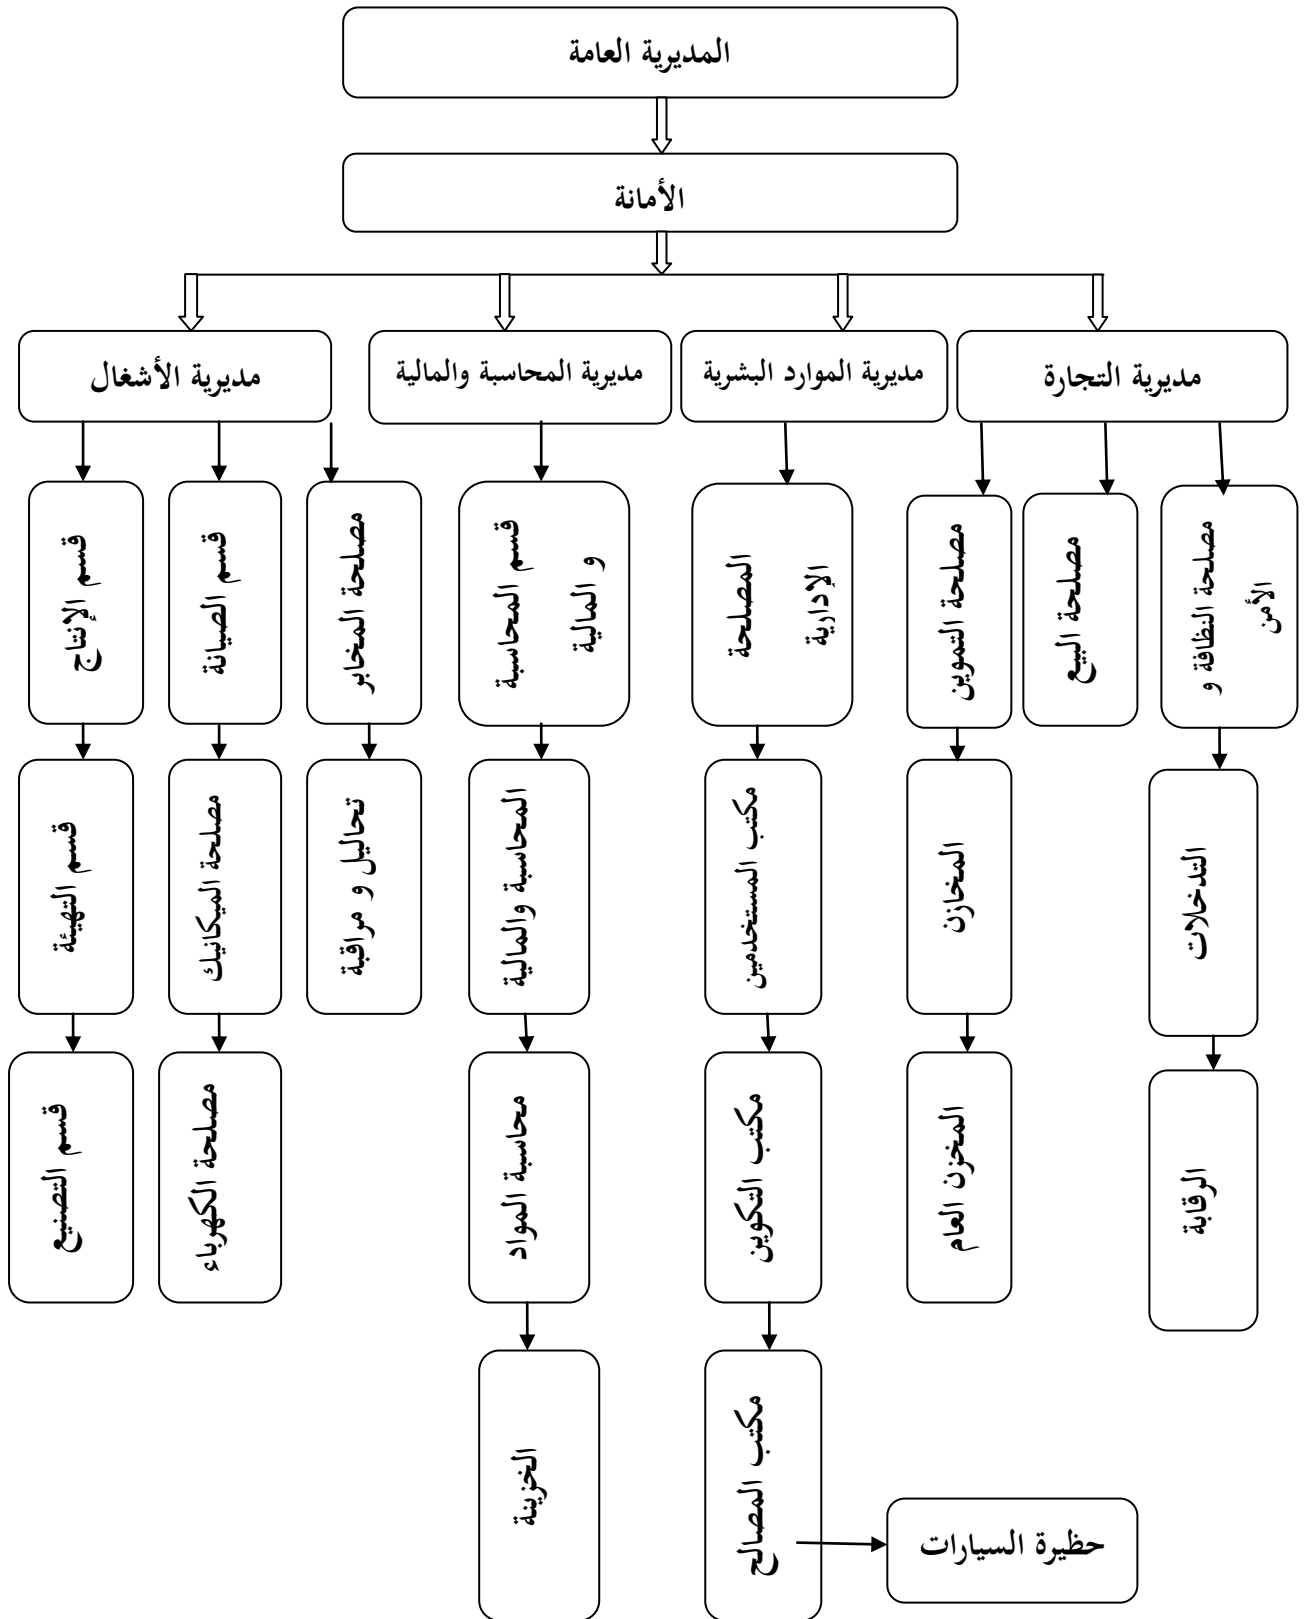 المديرية العامة
الأمانة
مديرية التجارة
مديرية الموارد البشرية
مديرية المحاسبة والمالية
مديرية الأشغال
مصلحة النظافة و
الأمن
مصلحة البيع
مصلحة التموين
المصلحة
الإدارية
قسم المحاسبة
و المالية
مصلحة المخابر
قسم الصيانة
قسم الإنتاج
التدخلات
المخازن
مكتب المستخدمين
المحاسبة والمالية
تحاليل و مراقبة
مصلحة الميكانيك
قسم التهيئة
الرقابة
المخزن العام
مكتب التكوين
محاسبة المواد
مصلحة الكهرباء
قسم التصنيع
مكتب المصالح
الخزينة
حظيرة السيارات